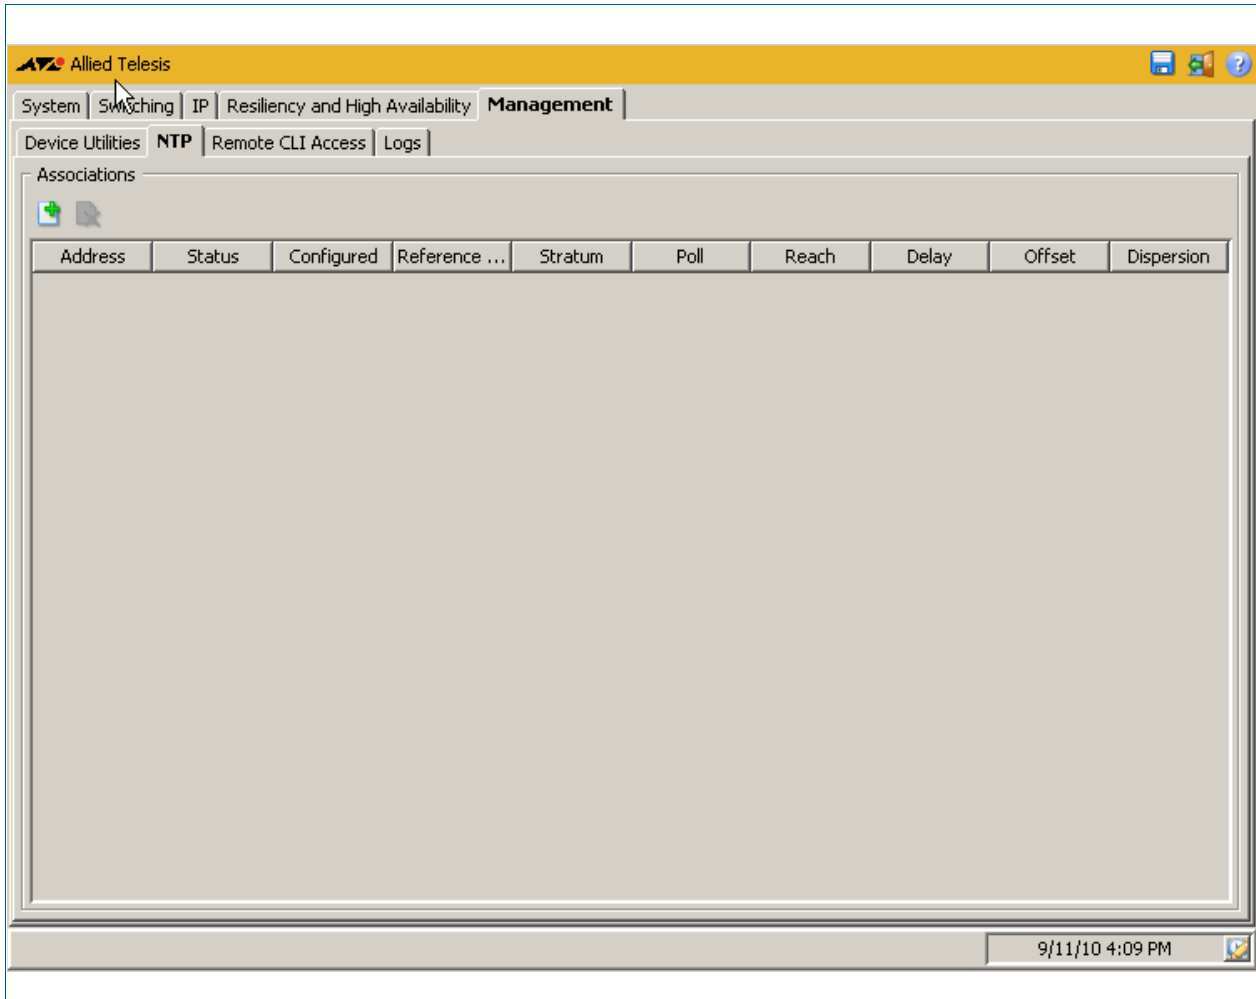 Allied Telesis
System Switching IP Resiliency and High Availability Management
Device Utilities NTP Remote CLI Access Logs
Associations
Address Status Configured Reference ... Stratum Poll Reach Delay Offset Dispersion
9/11/10 4:09 PM